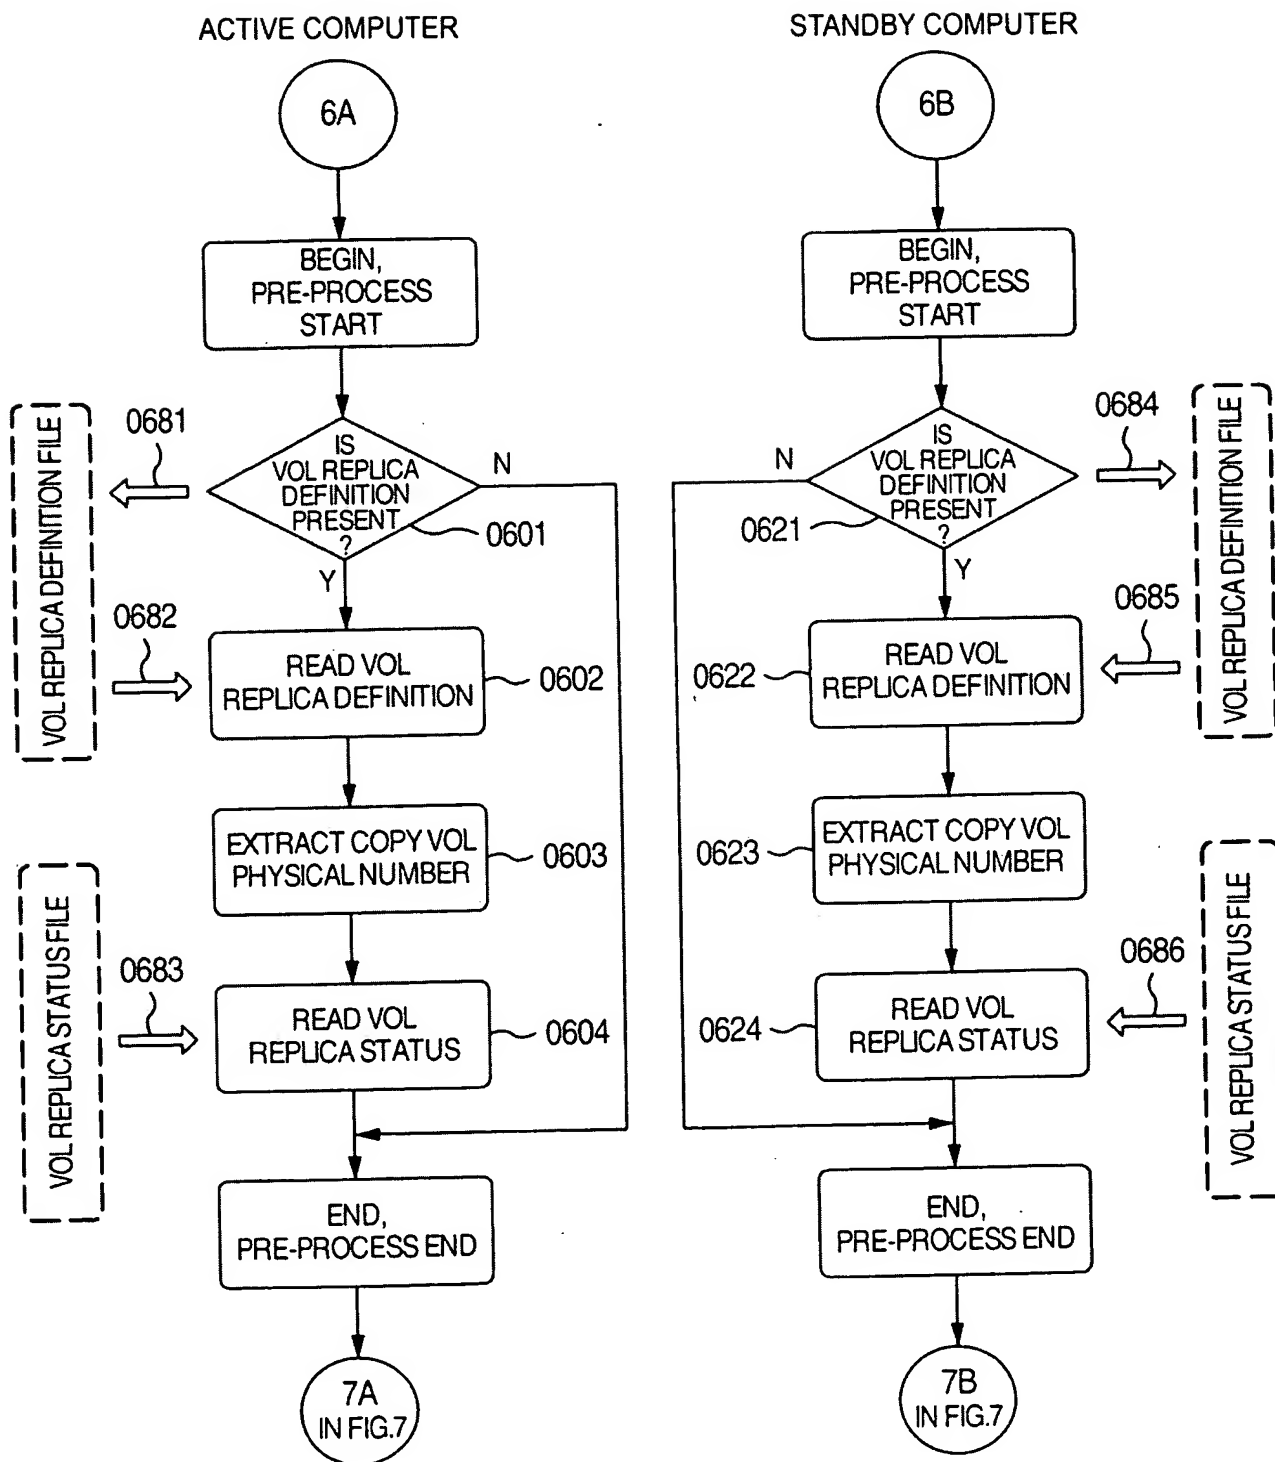 ACTIVE COMPUTER
6A
BEGIN,
PRE-PROCESS
START
0681
IS
VOL REPLICA
DEFINITION
PRESENT
?
N
0601
Y
VOL REPLICA DEFINITION FILE
0682
READ VOL
REPLICA DEFINITION
0602
EXTRACT COPY VOL
PHYSICAL NUMBER
0603
VOL REPLICA STATUS FILE
0683
READ VOL
REPLICA STATUS
0604
END,
PRE-PROCESS END
7A
IN FIG.7
STANDBY COMPUTER
6B
BEGIN,
PRE-PROCESS
START
N
IS
VOL REPLICA
DEFINITION
PRESENT
?
0684
0621
Y
VOL REPLICA DEFINITION FILE
0685
READ VOL
REPLICA DEFINITION
0622
EXTRACT COPY VOL
PHYSICAL NUMBER
0623
VOL REPLICA STATUS FILE
0686
READ VOL
REPLICA STATUS
0624
END,
PRE-PROCESS END
7B
IN FIG.7